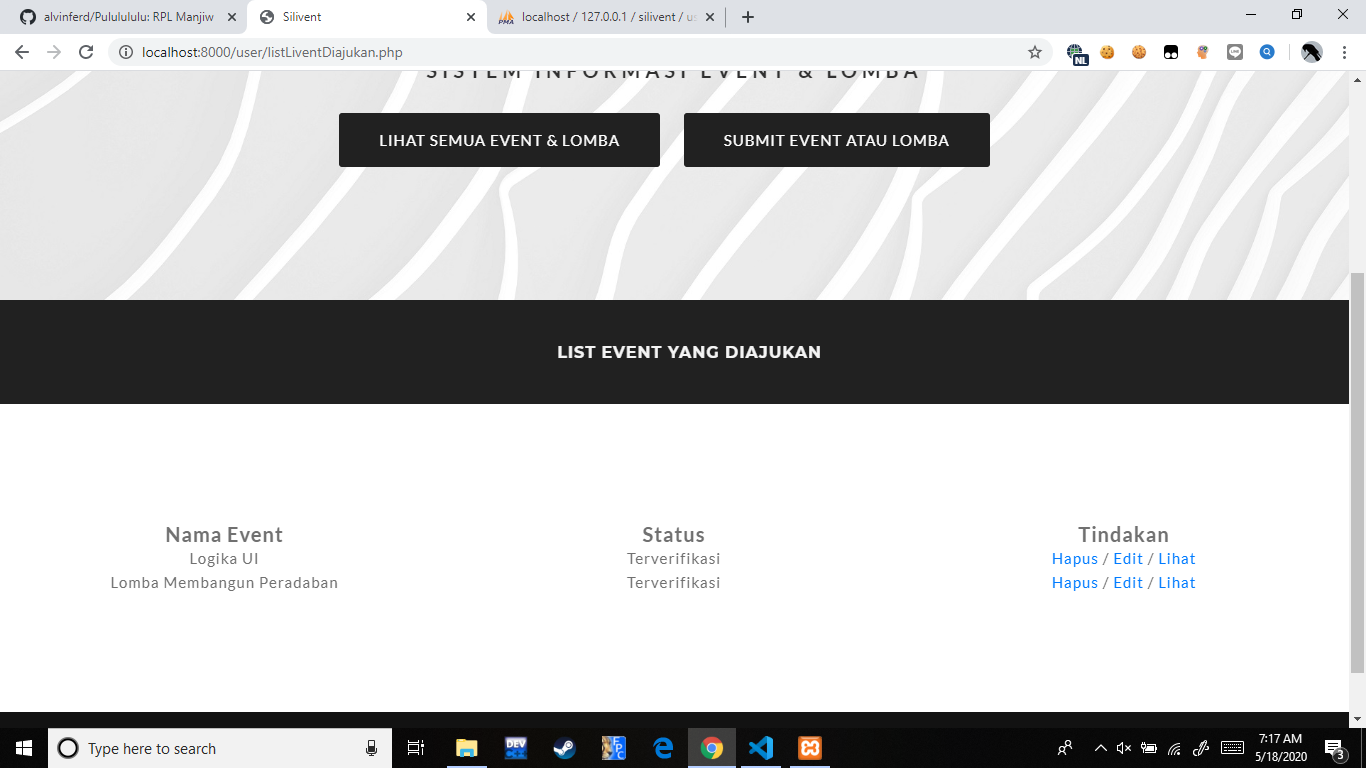 alvinferd/Pulululu: RPL Manjiw
Silivent
localhost / 127.0.0.1 / silivent / us
localhost:8000/user/listLiventDiajukan.php
NL
SISTEM INFORMASI EVENT & LOMBA
LIHAT SEMUA EVENT & LOMBA
SUBMIT EVENT ATAU LOMBA
LIST EVENT YANG DIAJUKAN
Nama Event Status Tindakan
Logika UI Terverifikasi Hapus / Edit / Lihat
Lomba Membangun Peradaban Terverifikasi Hapus / Edit / Lihat
Type here to search
DEV
FPC
7:17 AM
5/18/2020
3